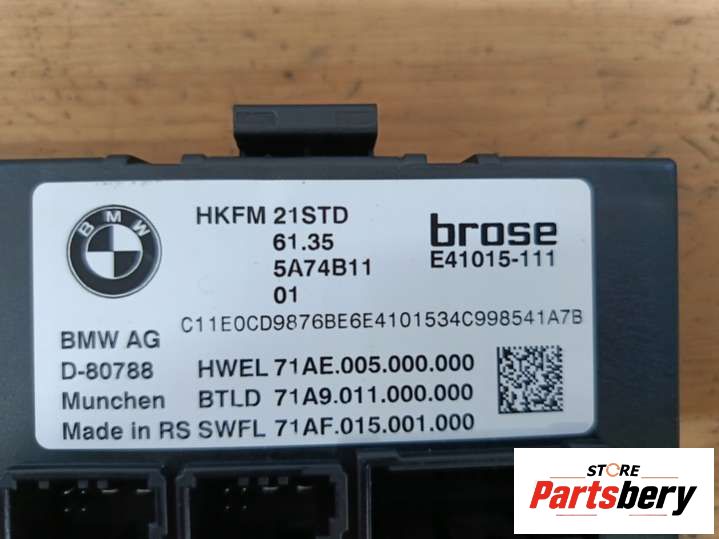 BMW
HKFM 21STD
61.35
5A74B11
01
brose
E41015-111
C11E0CD9876BE6E4101534C998541A7B
BMW AG
D-80788
Munchen
Made in RS
HWEL 71AE.005.000.000
BTLD 71A9.011.000.000
SWFL 71AF.015.001.000
STORE
Partsbery